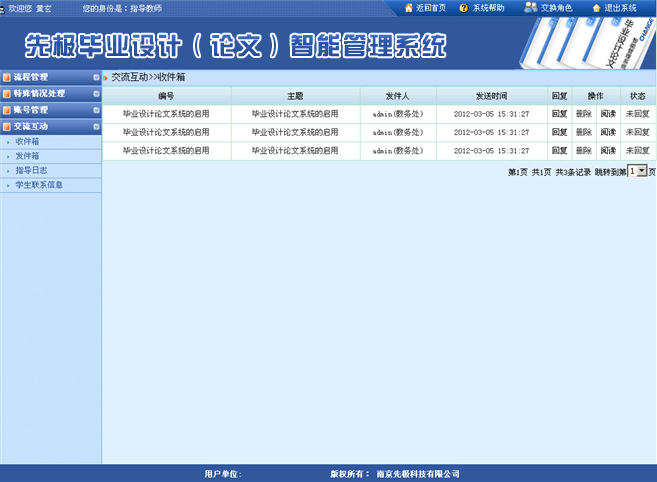 欢迎您 黄玄 您的身份是：指导教师 返回首页 系统帮助 交换角色 退出系统
先极毕业设计（论文）智能管理系统
毕业设计论文
智能管理系统
CHANGE
流程管理
特殊情况处理
账号管理
交流互动
收件箱
发件箱
指导日志
学生联系信息
交流互动>>收件箱
编号 主题 发件人 发送时间 回复 操作 状态
毕业设计论文系统的启用 毕业设计论文系统的启用 admin(教务处) 2012-03-05 15:31:27 回复 删除 阅读 未回复
毕业设计论文系统的启用 毕业设计论文系统的启用 admin(教务处) 2012-03-05 15:31:27 回复 删除 阅读 未回复
毕业设计论文系统的启用 毕业设计论文系统的启用 admin(教务处) 2012-03-05 15:31:27 回复 删除 阅读 未回复
第1页 共1页 共3条记录 跳转到第 1 页
用户单位: 版权所有： 南京先极科技有限公司